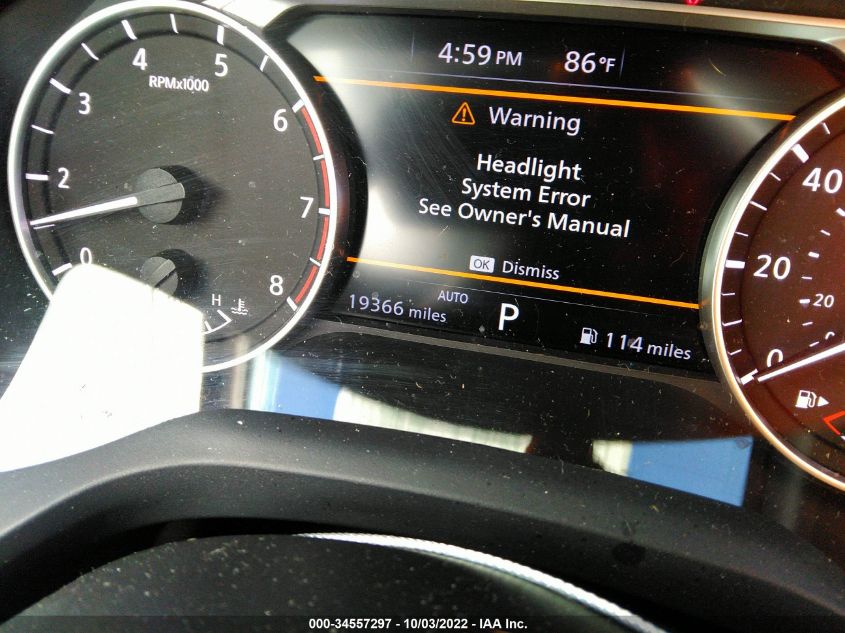 4:59 PM 86°F
Warning
Headlight
System Error
See Owner's Manual
OK Dismiss
19366 miles AUTO P 114 miles
RPMx1000
0 2 3 4 5 6 7 8
H
40
20
20
0
0
000-34557297 - 10/03/2022 - IAA Inc.